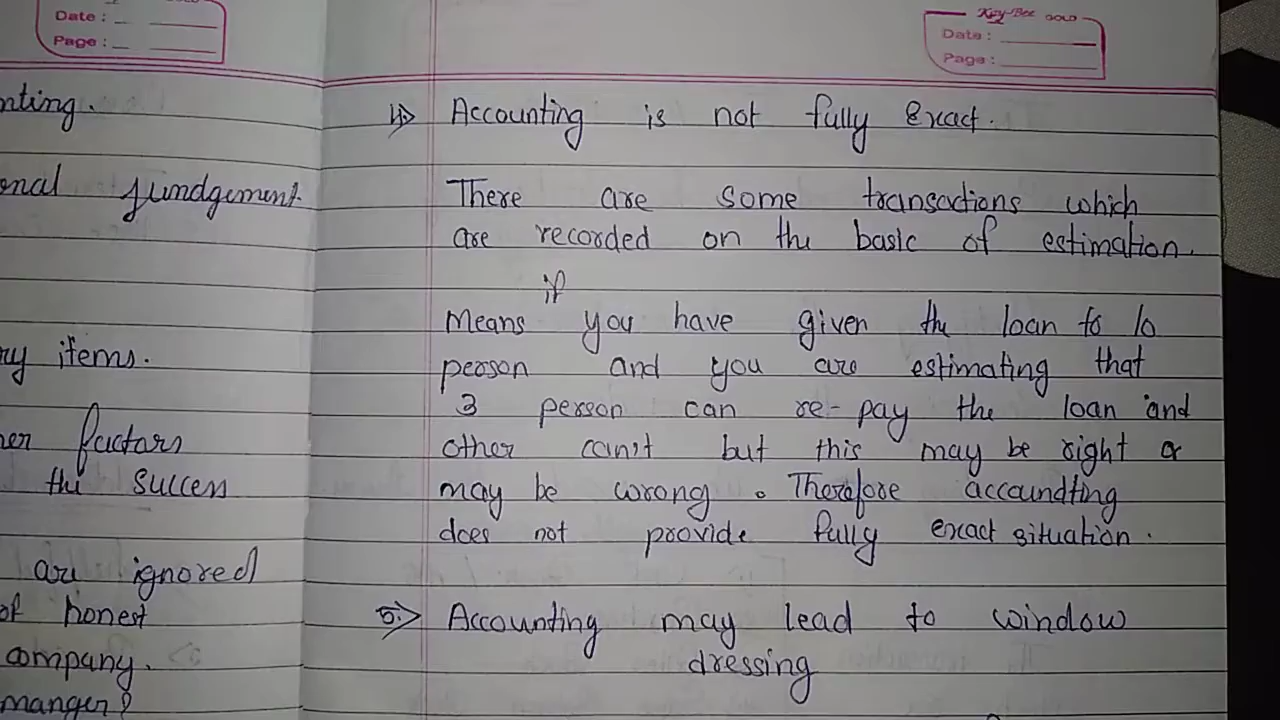 Date :
Page :
nting.
onal jundgement.
ry items.
her factors
the success
are ignored
of honest
company.
manger?
Key-Bee GOLD
Date :
Page :
4> Accounting is not fully Exact.
There are some transactions which
are recorded on the basic of estimation.
if
Means you have given the loan to 10
person and you are estimating that
3 person can re-pay the loan and
other can't but this may be right or
may be wrong. Therefore accoundting
does not provide fully exact situation.
5.> Accounting may lead to window
dressing